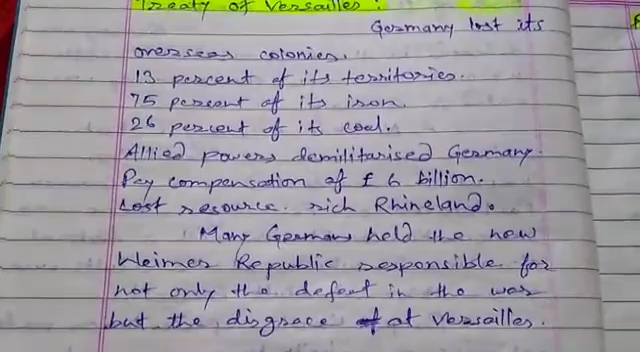 Treaty of Versailles:
Germany lost its
overseas colonies.
13 percent of its territories.
75 percent of its iron.
26 percent of its coal.
Allied powers demilitarised Germany.
Pay compensation of £ 6 billion.
Lost resource rich Rhineland.
Many Germans held the new
Weimer Republic responsible for
not only the defeat in the war
but the disgrace at Versailles.